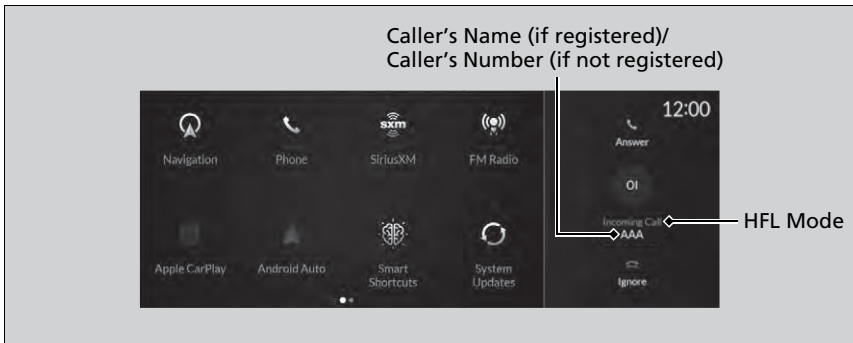 Caller's Name (if registered)/
Caller's Number (if not registered)
12:00
sxm
Navigation
Phone
SiriusXM
FM Radio
Answer
OI
Incoming Call
AAA
HFL Mode
Apple CarPlay
Android Auto
Smart
Shortcuts
System
Updates
Ignore